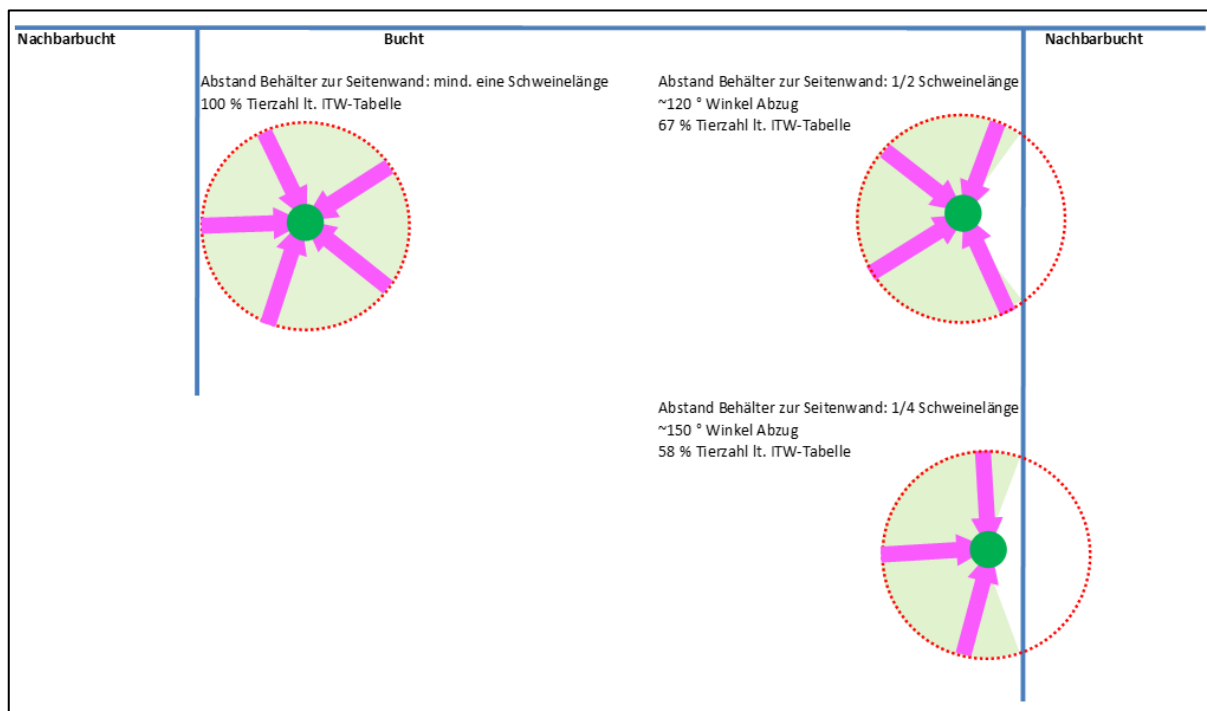 Nachbarbucht
Bucht
Nachbarbucht
Abstand Behälter zur Seitenwand: mind. eine Schweinelänge
100 % Tierzahl lt. ITW-Tabelle
Abstand Behälter zur Seitenwand: 1/2 Schweinelänge
~120 ° Winkel Abzug
67 % Tierzahl lt. ITW-Tabelle
Abstand Behälter zur Seitenwand: 1/4 Schweinelänge
~150 ° Winkel Abzug
58 % Tierzahl lt. ITW-Tabelle